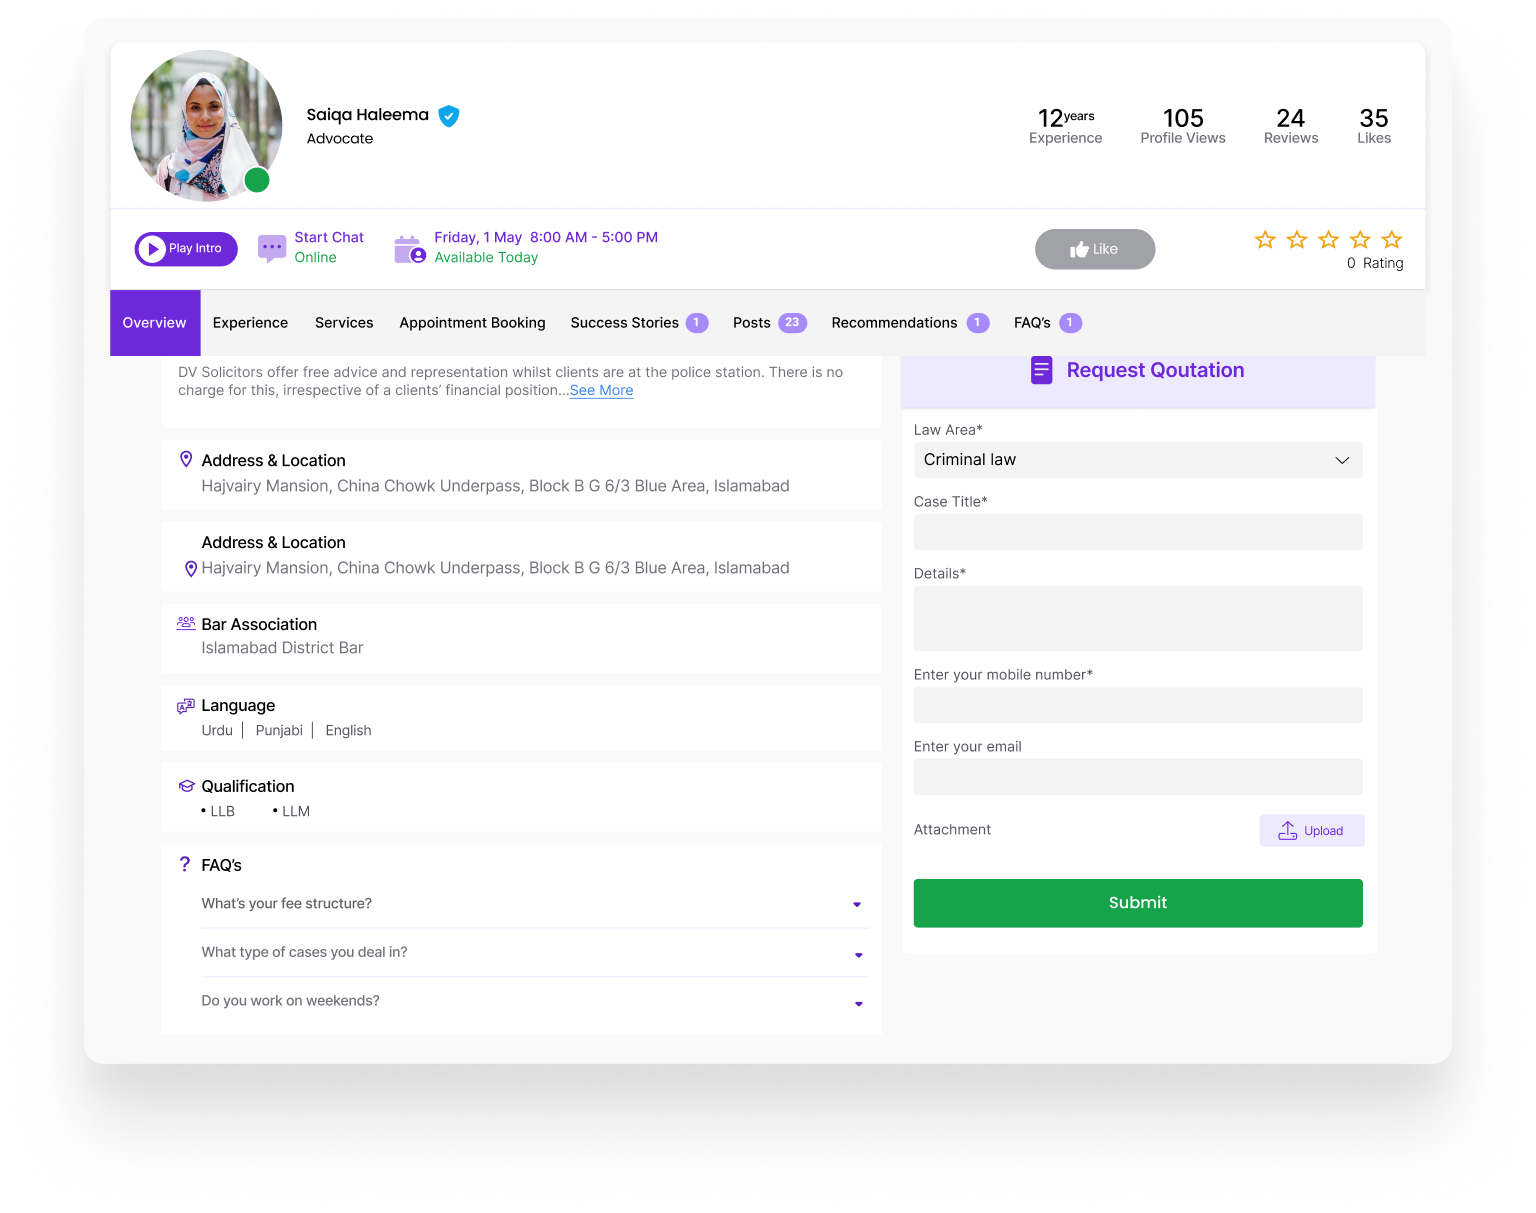 Saiqa Haleema
Advocate
12years
Experience
105
Profile Views
24
Reviews
35
Likes
Play Intro
Start Chat
Online
Friday, 1 May 8:00 AM - 5:00 PM
Available Today
Like
0 Rating
Overview
Experience
Services
Appointment Booking
Success Stories 1
Posts 23
Recommendations 1
FAQ's 1
DV Solicitors offer free advice and representation whilst clients are at the police station. There is no
charge for this, irrespective of a clients' financial position...See More
Address & Location
Hajvairy Mansion, China Chowk Underpass, Block B G 6/3 Blue Area, Islamabad
Address & Location
Hajvairy Mansion, China Chowk Underpass, Block B G 6/3 Blue Area, Islamabad
Bar Association
Islamabad District Bar
Language
Urdu | Punjabi | English
Qualification
• LLB • LLM
? FAQ's
What's your fee structure?
What type of cases you deal in?
Do you work on weekends?
Request Qoutation
Law Area*
Criminal law
Case Title*
Details*
Enter your mobile number*
Enter your email
Attachment
Upload
Submit